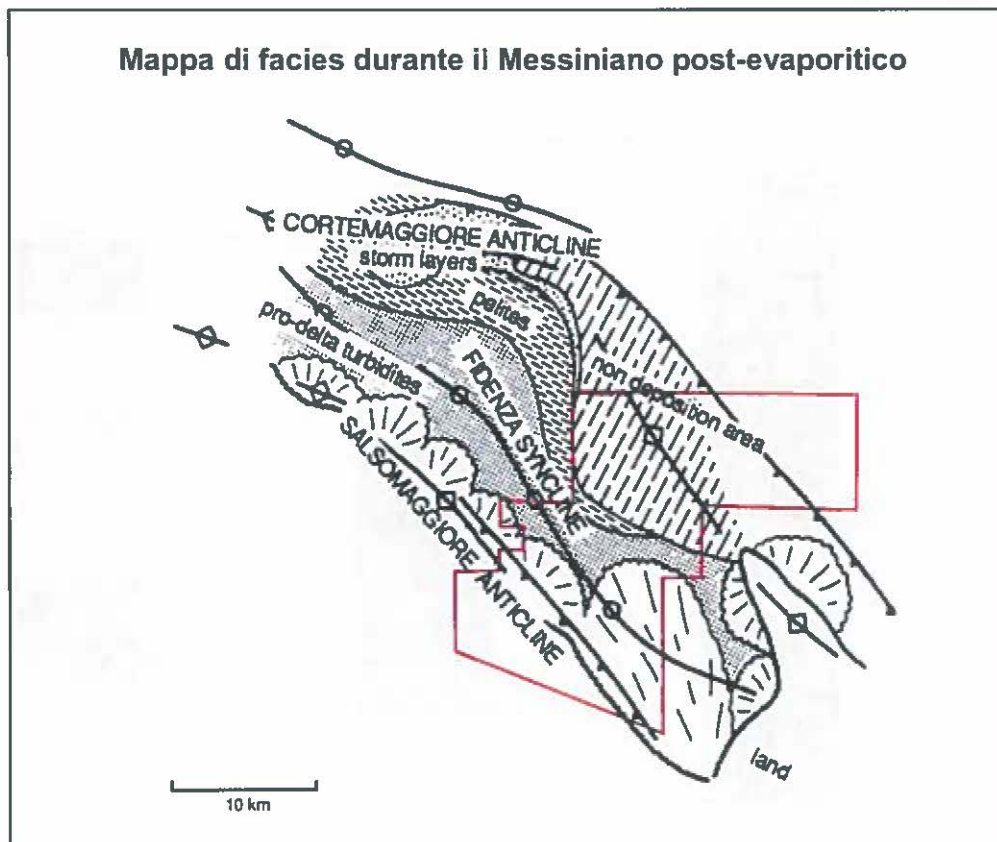 Mappa di facies durante il Messiniano post-evaporitico
CORTEMAGGIORE ANTICLINE
storm layers
pelites
pro-delta turbidites
FIDENZA SYNCLINE
non deposition area
SALSOMAGGIORE ANTICLINE
land
10 km